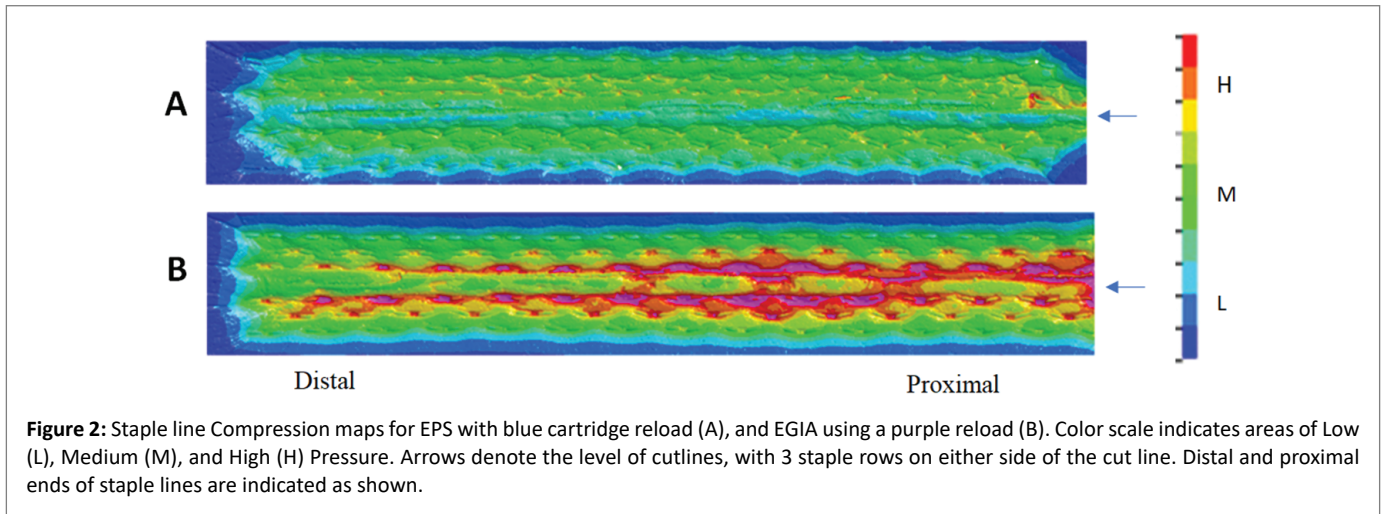 A
B
H
M
L
Distal
Proximal
Figure 2: Staple line Compression maps for EPS with blue cartridge reload (A), and EGIA using a purple reload (B). Color scale indicates areas of Low
(L), Medium (M), and High (H) Pressure. Arrows denote the level of cutlines, with 3 staple rows on either side of the cut line. Distal and proximal
ends of staple lines are indicated as shown.